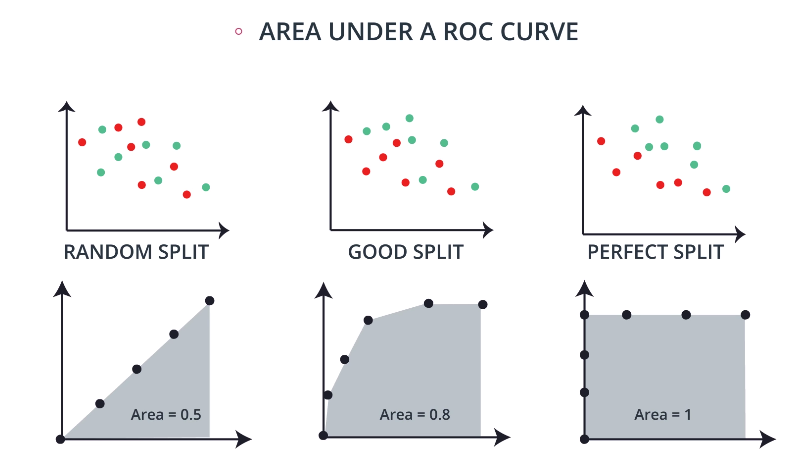 AREA UNDER A ROC CURVE
RANDOM SPLIT
GOOD SPLIT
PERFECT SPLIT
Area = 0.5
Area = 0.8
Area = 1